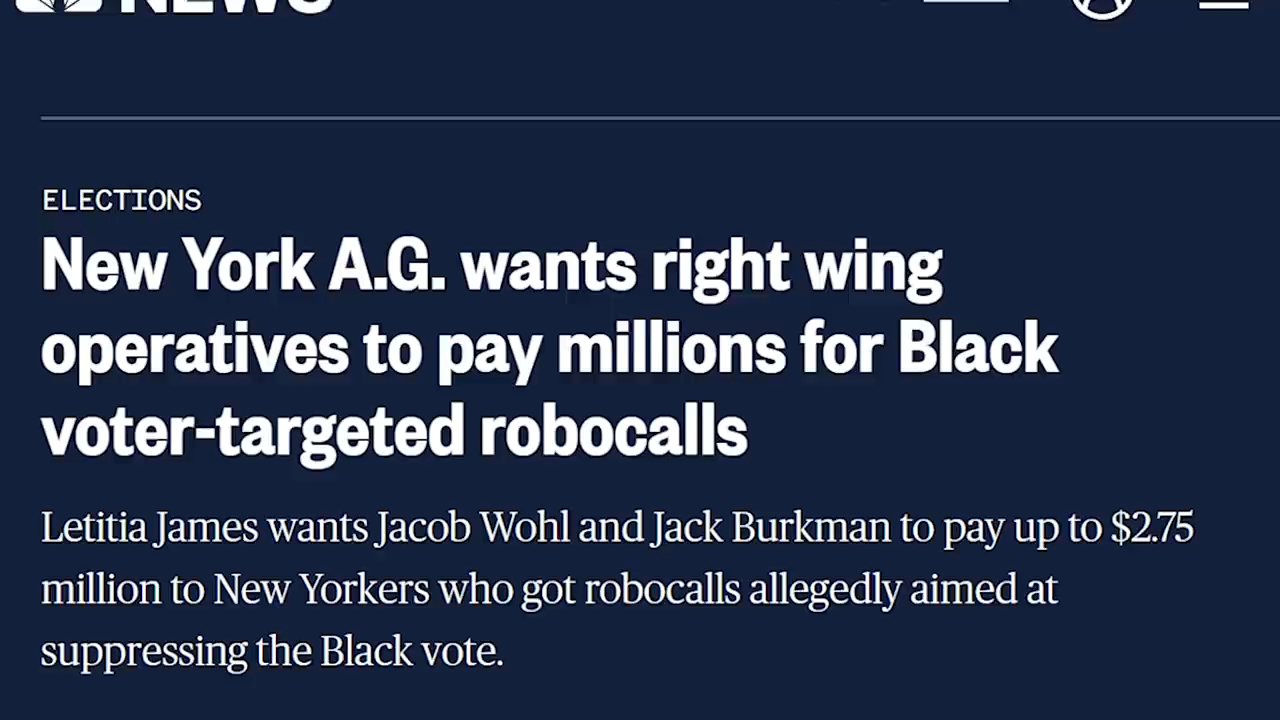 NEWS
ELECTIONS
New York A.G. wants right wing
operatives to pay millions for Black
voter-targeted robocalls
Letitia James wants Jacob Wohl and Jack Burkman to pay up to $2.75
million to New Yorkers who got robocalls allegedly aimed at
suppressing the Black vote.